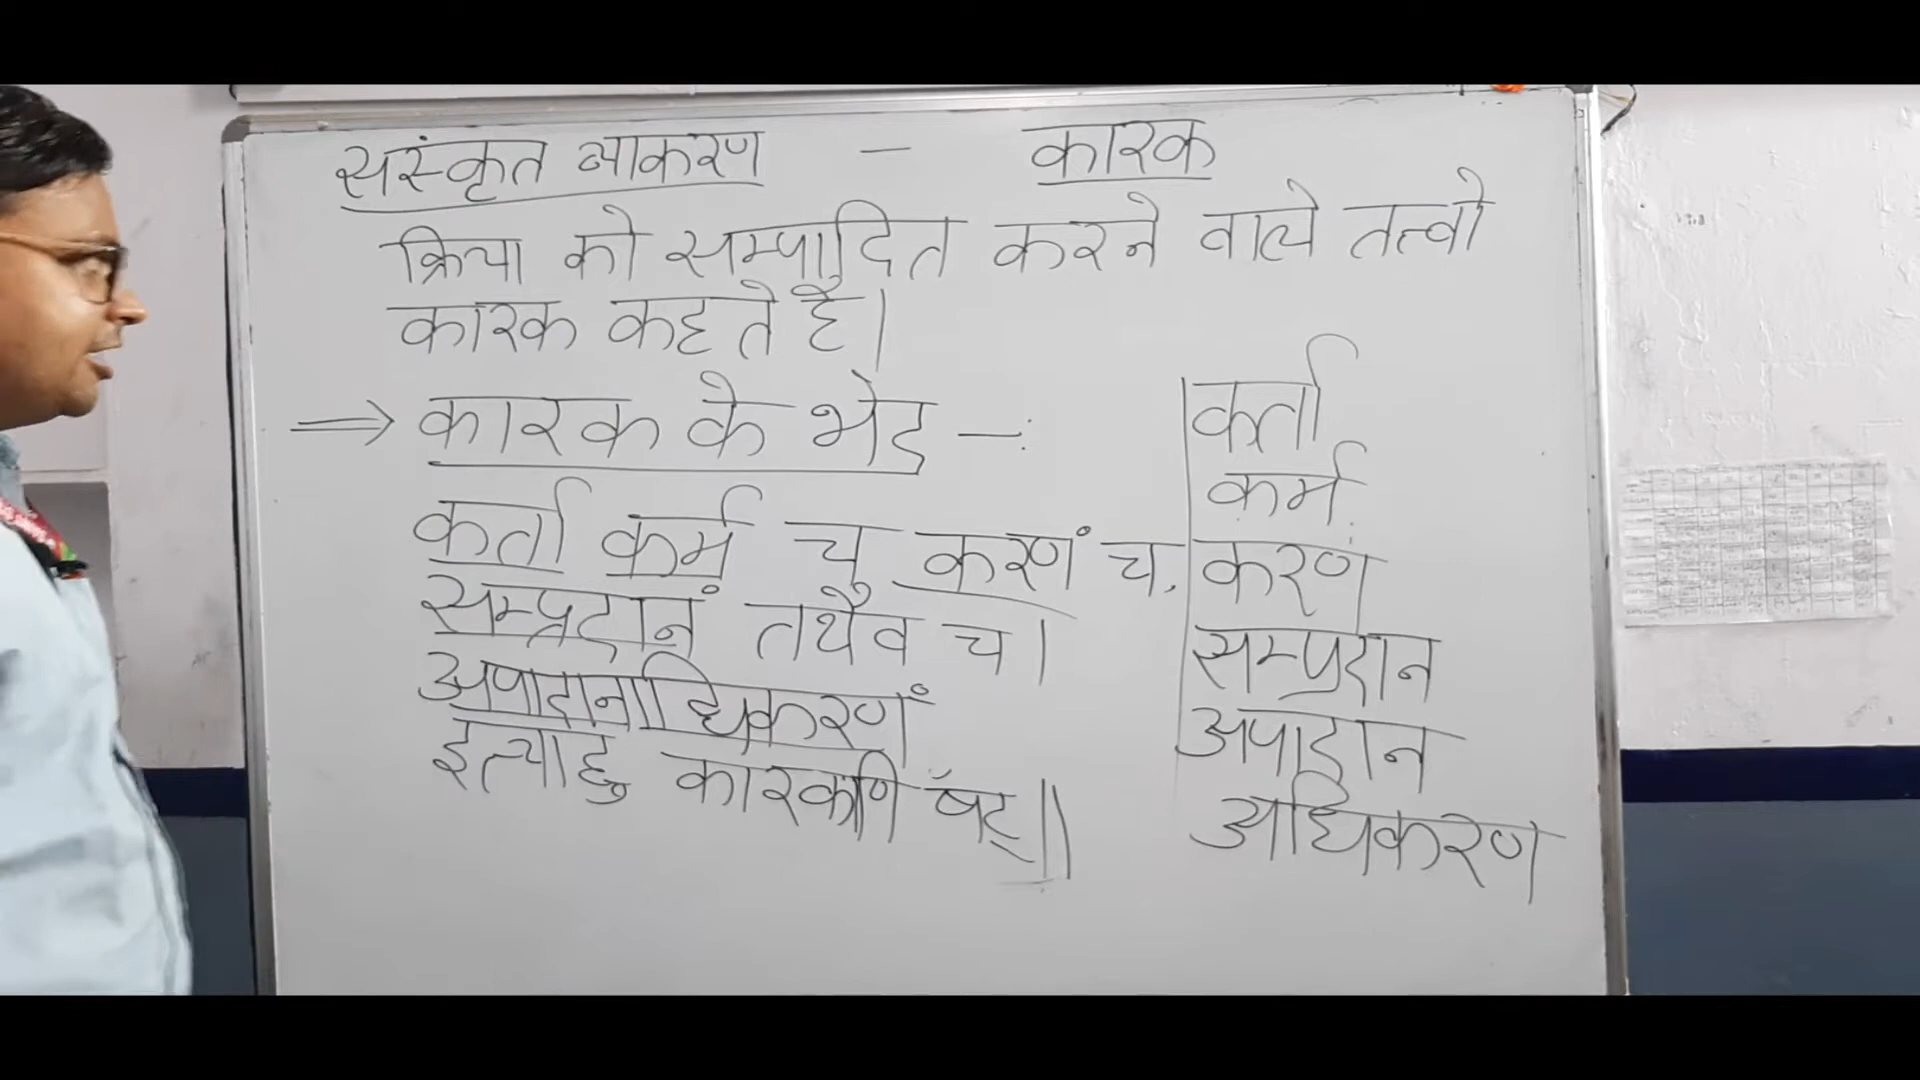 संस्कृत व्याकरण - कारक
क्रिया को सम्पादित करने वाले तत्त्वो
कारक कहते है।
⇒ कारक के भेद -:
कर्ता कर्म च करणं च,
सम्प्रदानं तथैव च।
अपादानाधिकरणं
इत्याहु कारकाणि षट्॥
कर्ता
कर्म
करण
सम्प्रदान
अपादान
अधिकरण